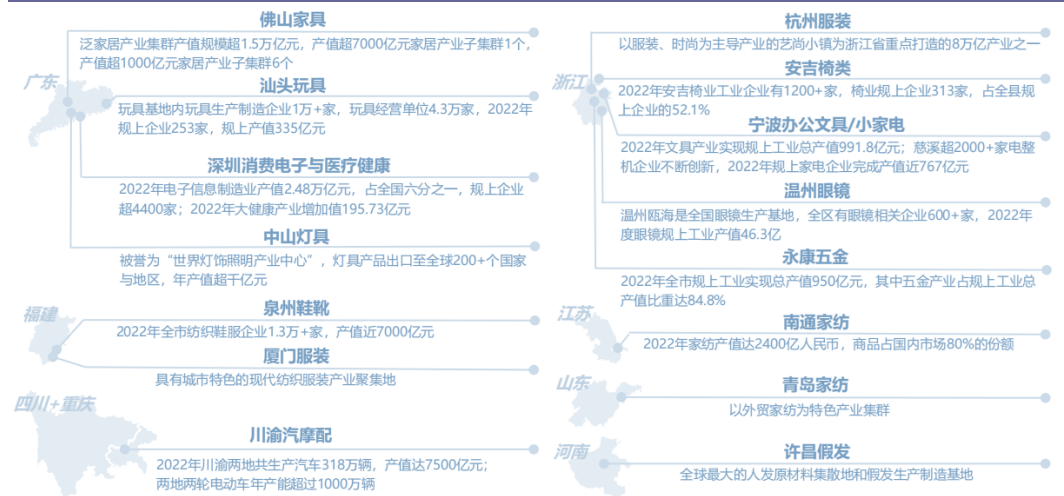 佛山家具
泛家居产业集群产值规模超1.5万亿元，产值超7000亿元家居产业子集群1个，
产值超1000亿元家居产业子集群6个
广东
汕头玩具
玩具基地内玩具生产制造企业1万+家，玩具经营单位4.3万家，2022年
规上企业253家，规上产值335亿元
深圳消费电子与医疗健康
2022年电子信息制造业产值2.48万亿元，占全国六分之一，规上企业
超4400家；2022年大健康产业增加值195.73亿元
中山灯具
被誉为“世界灯饰照明产业中心”，灯具产品出口至全球200+个国家
与地区，年产值超千亿元
福建
泉州鞋靴
2022年全市纺织鞋服企业1.3万+家，产值近7000亿元
厦门服装
具有城市特色的现代纺织服装产业聚集地
四川+重庆
川渝汽摩配
2022年川渝两地共生产汽车318万辆，产值达7500亿元；
两地两轮电动车年产能超过1000万辆
杭州服装
以服装、时尚为主导产业的艺尚小镇为浙江省重点打造的8万亿产业之一
浙江
安吉椅类
2022年安吉椅业工业企业有1200+家，椅业规上企业313家，占全县规
上企业的52.1%
宁波办公文具/小家电
2022年文具产业实现规上工业总产值991.8亿元；慈溪超2000+家电整
机企业不断创新，2022年规上家电企业完成产值近767亿元
温州眼镜
温州瓯海是全国眼镜生产基地，全区有眼镜相关企业600+家，2022年
度眼镜规上工业产值46.3亿
永康五金
2022年全市规上工业实现总产值950亿元，其中五金产业占规上工业总
产值比重达84.8%
江苏
南通家纺
2022年家纺产值达2400亿人民币，商品占国内市场80%的份额
山东
青岛家纺
以外贸家纺为特色产业集群
河南
许昌假发
全球最大的人发原材料集散地和假发生产制造基地